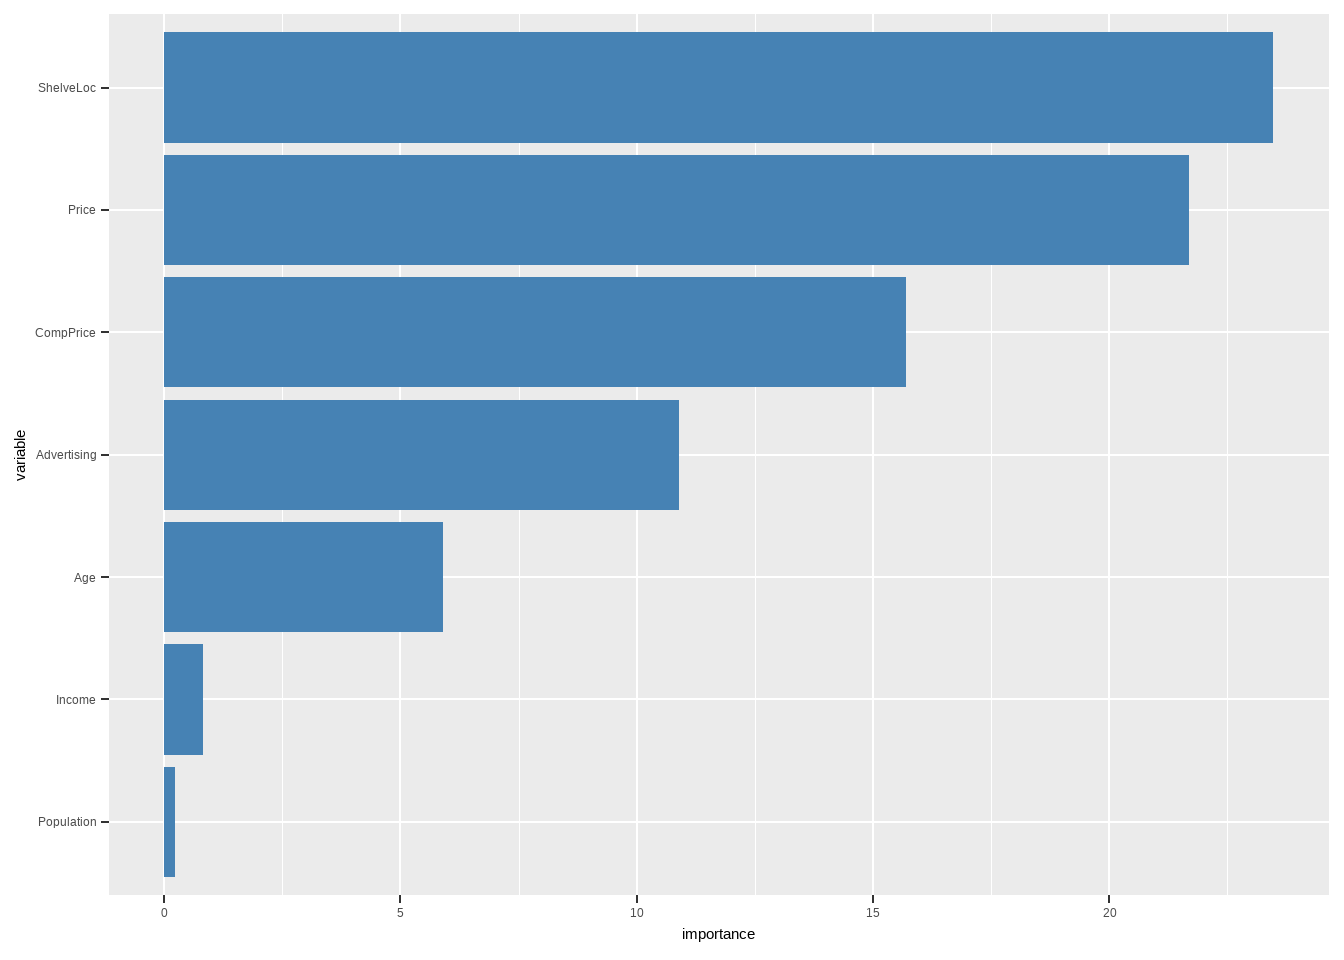 ShelveLoc
Price
CompPrice
Advertising
Age
Income
Population
variable
0 5 10 15 20
importance